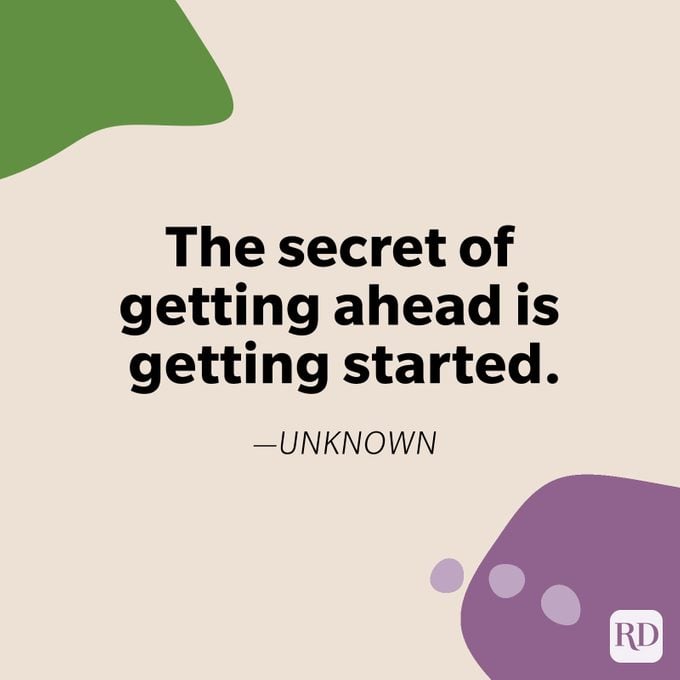 The secret of
getting ahead is
getting started.
—UNKNOWN
RD